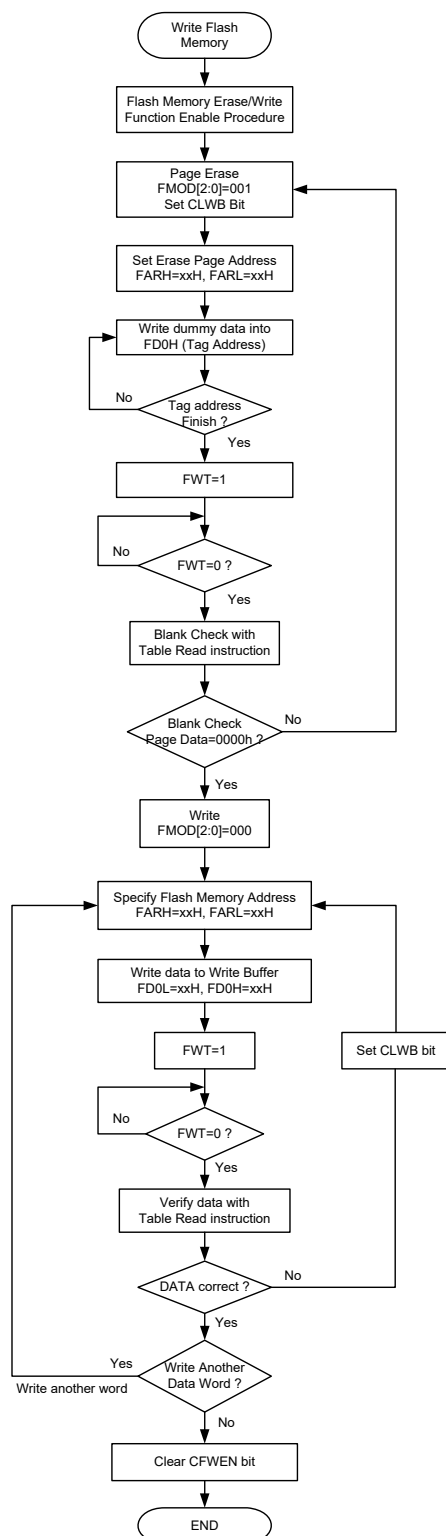 Write Flash
Memory
Flash Memory Erase/Write
Function Enable Procedure
Page Erase
FMOD[2:0]=001
Set CLWB Bit
Set Erase Page Address
FARH=xxH, FARL=xxH
Write dummy data into
FD0H (Tag Address)
No
Tag address
Finish ?
Yes
FWT=1
No
FWT=0 ?
Yes
Blank Check with
Table Read instruction
No
Blank Check
Page Data=0000h ?
Yes
Write
FMOD[2:0]=000
Specify Flash Memory Address
FARH=xxH, FARL=xxH
Write data to Write Buffer
FD0L=xxH, FD0H=xxH
FWT=1
Set CLWB bit
No
FWT=0 ?
Yes
Verify data with
Table Read instruction
No
DATA correct ?
Yes
Yes
Write Another
Data Word ?
Write another word
No
Clear CFWEN bit
END